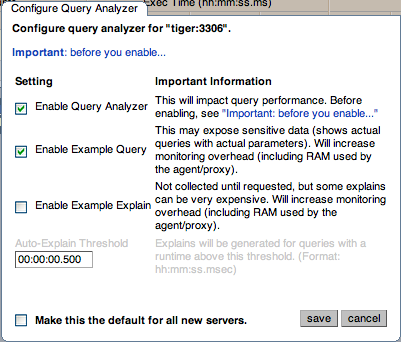 Exec Time (hh:mm:ss.ms)
Configure Query Analyzer
Configure query analyzer for "tiger:3306".
Important: before you enable...
Setting Important Information
Enable Query Analyzer
This will impact query performance. Before
enabling, see "Important: before you enable..."
Enable Example Query
This may expose sensitive data (shows actual
queries with actual parameters). Will increase
monitoring overhead (including RAM used by
the agent/proxy).
Enable Example Explain
Not collected until requested, but some explains
can be very expensive. Will increase monitoring
overhead (including RAM used by the
agent/proxy).
Auto-Explain Threshold
00:00:00.500
Explains will be generated for queries with a
runtime above this threshold. (Format:
hh:mm:ss.msec)
Make this the default for all new servers.
save cancel